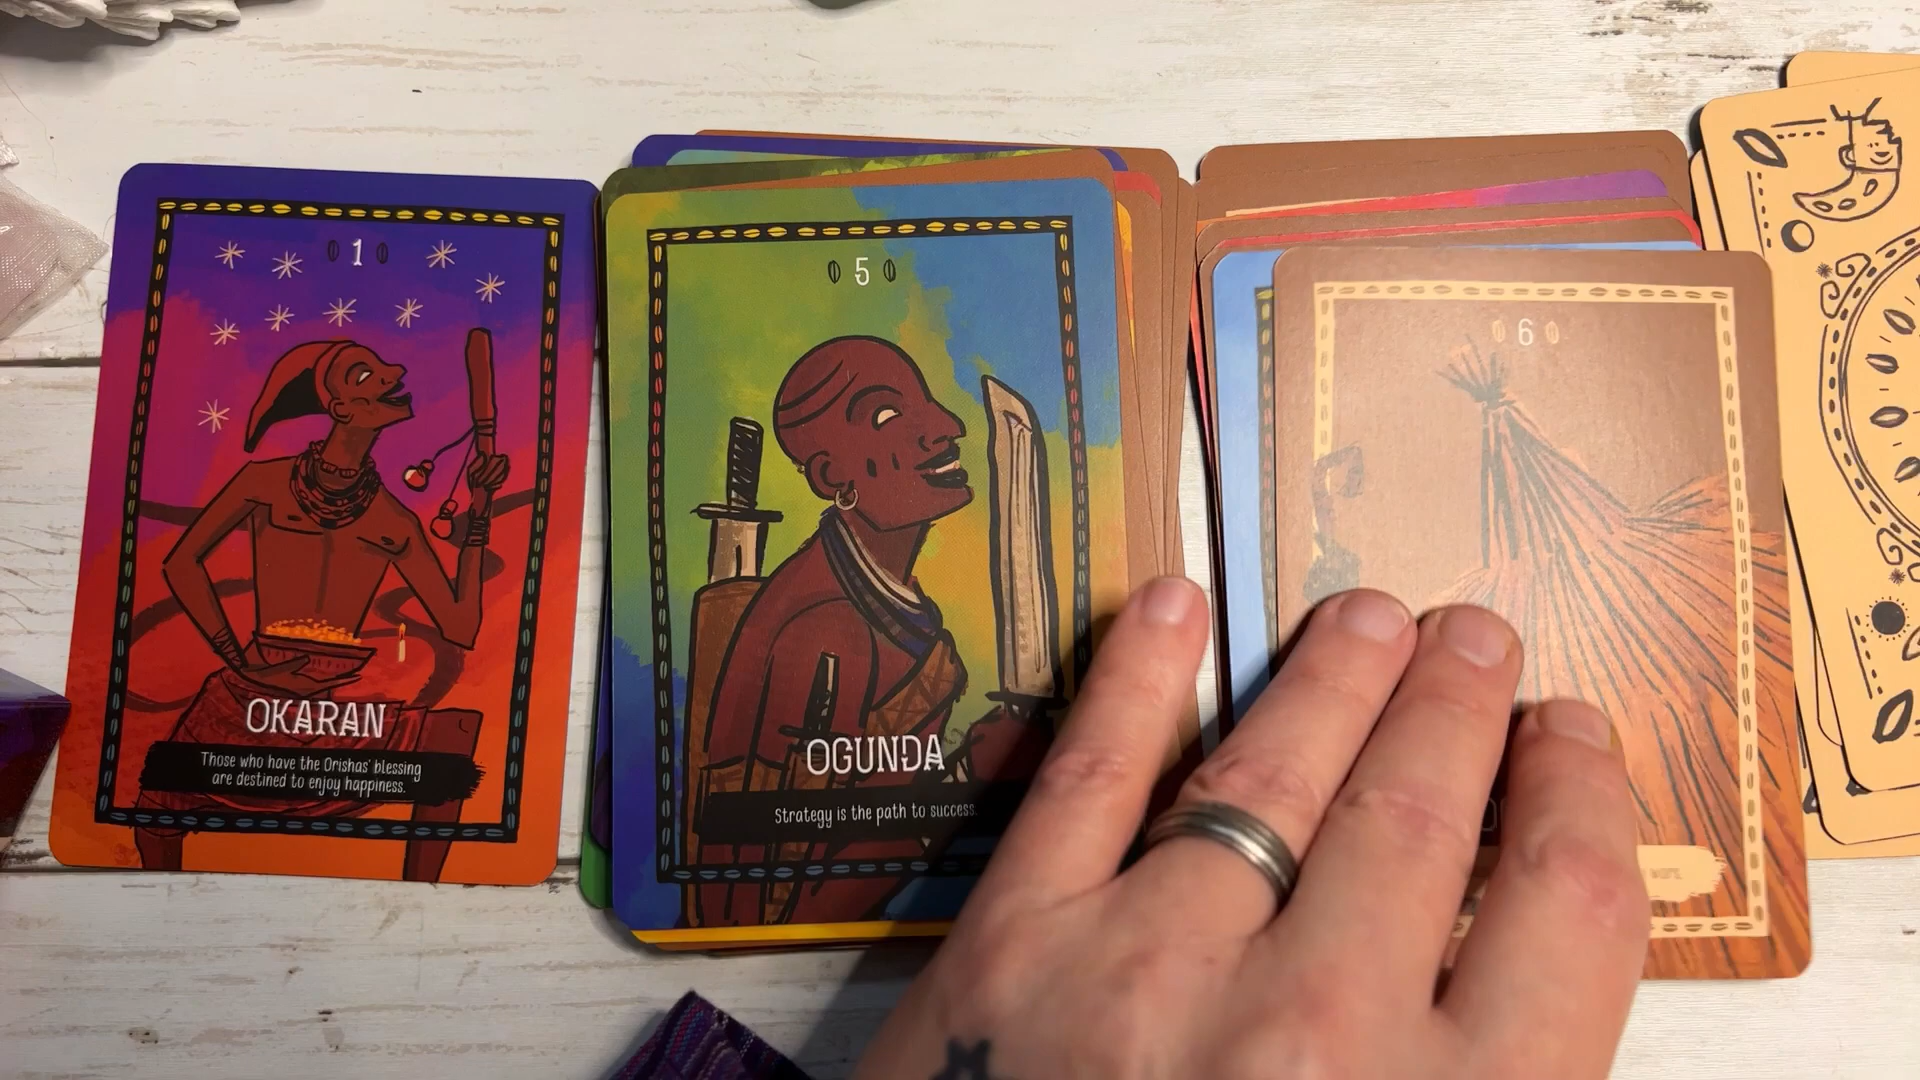 1
OKARAN
Those who have the Orishas' blessing
are destined to enjoy happiness.
5
OGUNDA
Strategy is the path to success.
6